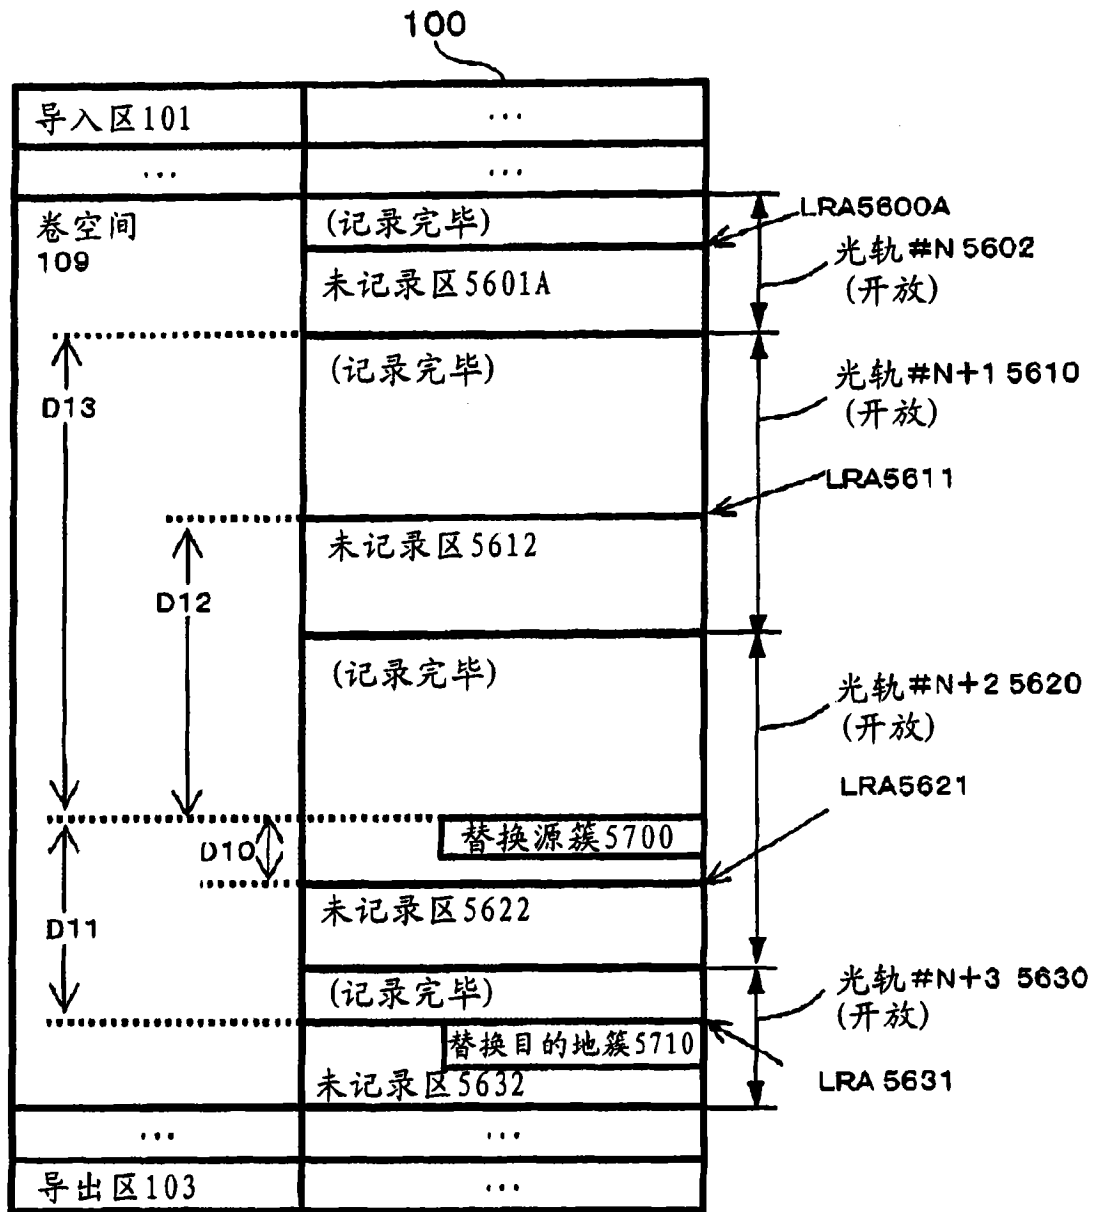 100
导入区101
...
...
...
卷空间
109
(记录完毕)
LRA5600A
未记录区5601A
光轨#N 5602
(开放)
(记录完毕)
光轨#N+1 5610
(开放)
D13
LRA5611
未记录区5612
D12
(记录完毕)
光轨#N+2 5620
(开放)
LRA5621
替换源簇5700
D10
未记录区5622
D11
(记录完毕)
光轨#N+3 5630
(开放)
替换目的地簇5710
未记录区5632
LRA 5631
...
...
导出区103
...